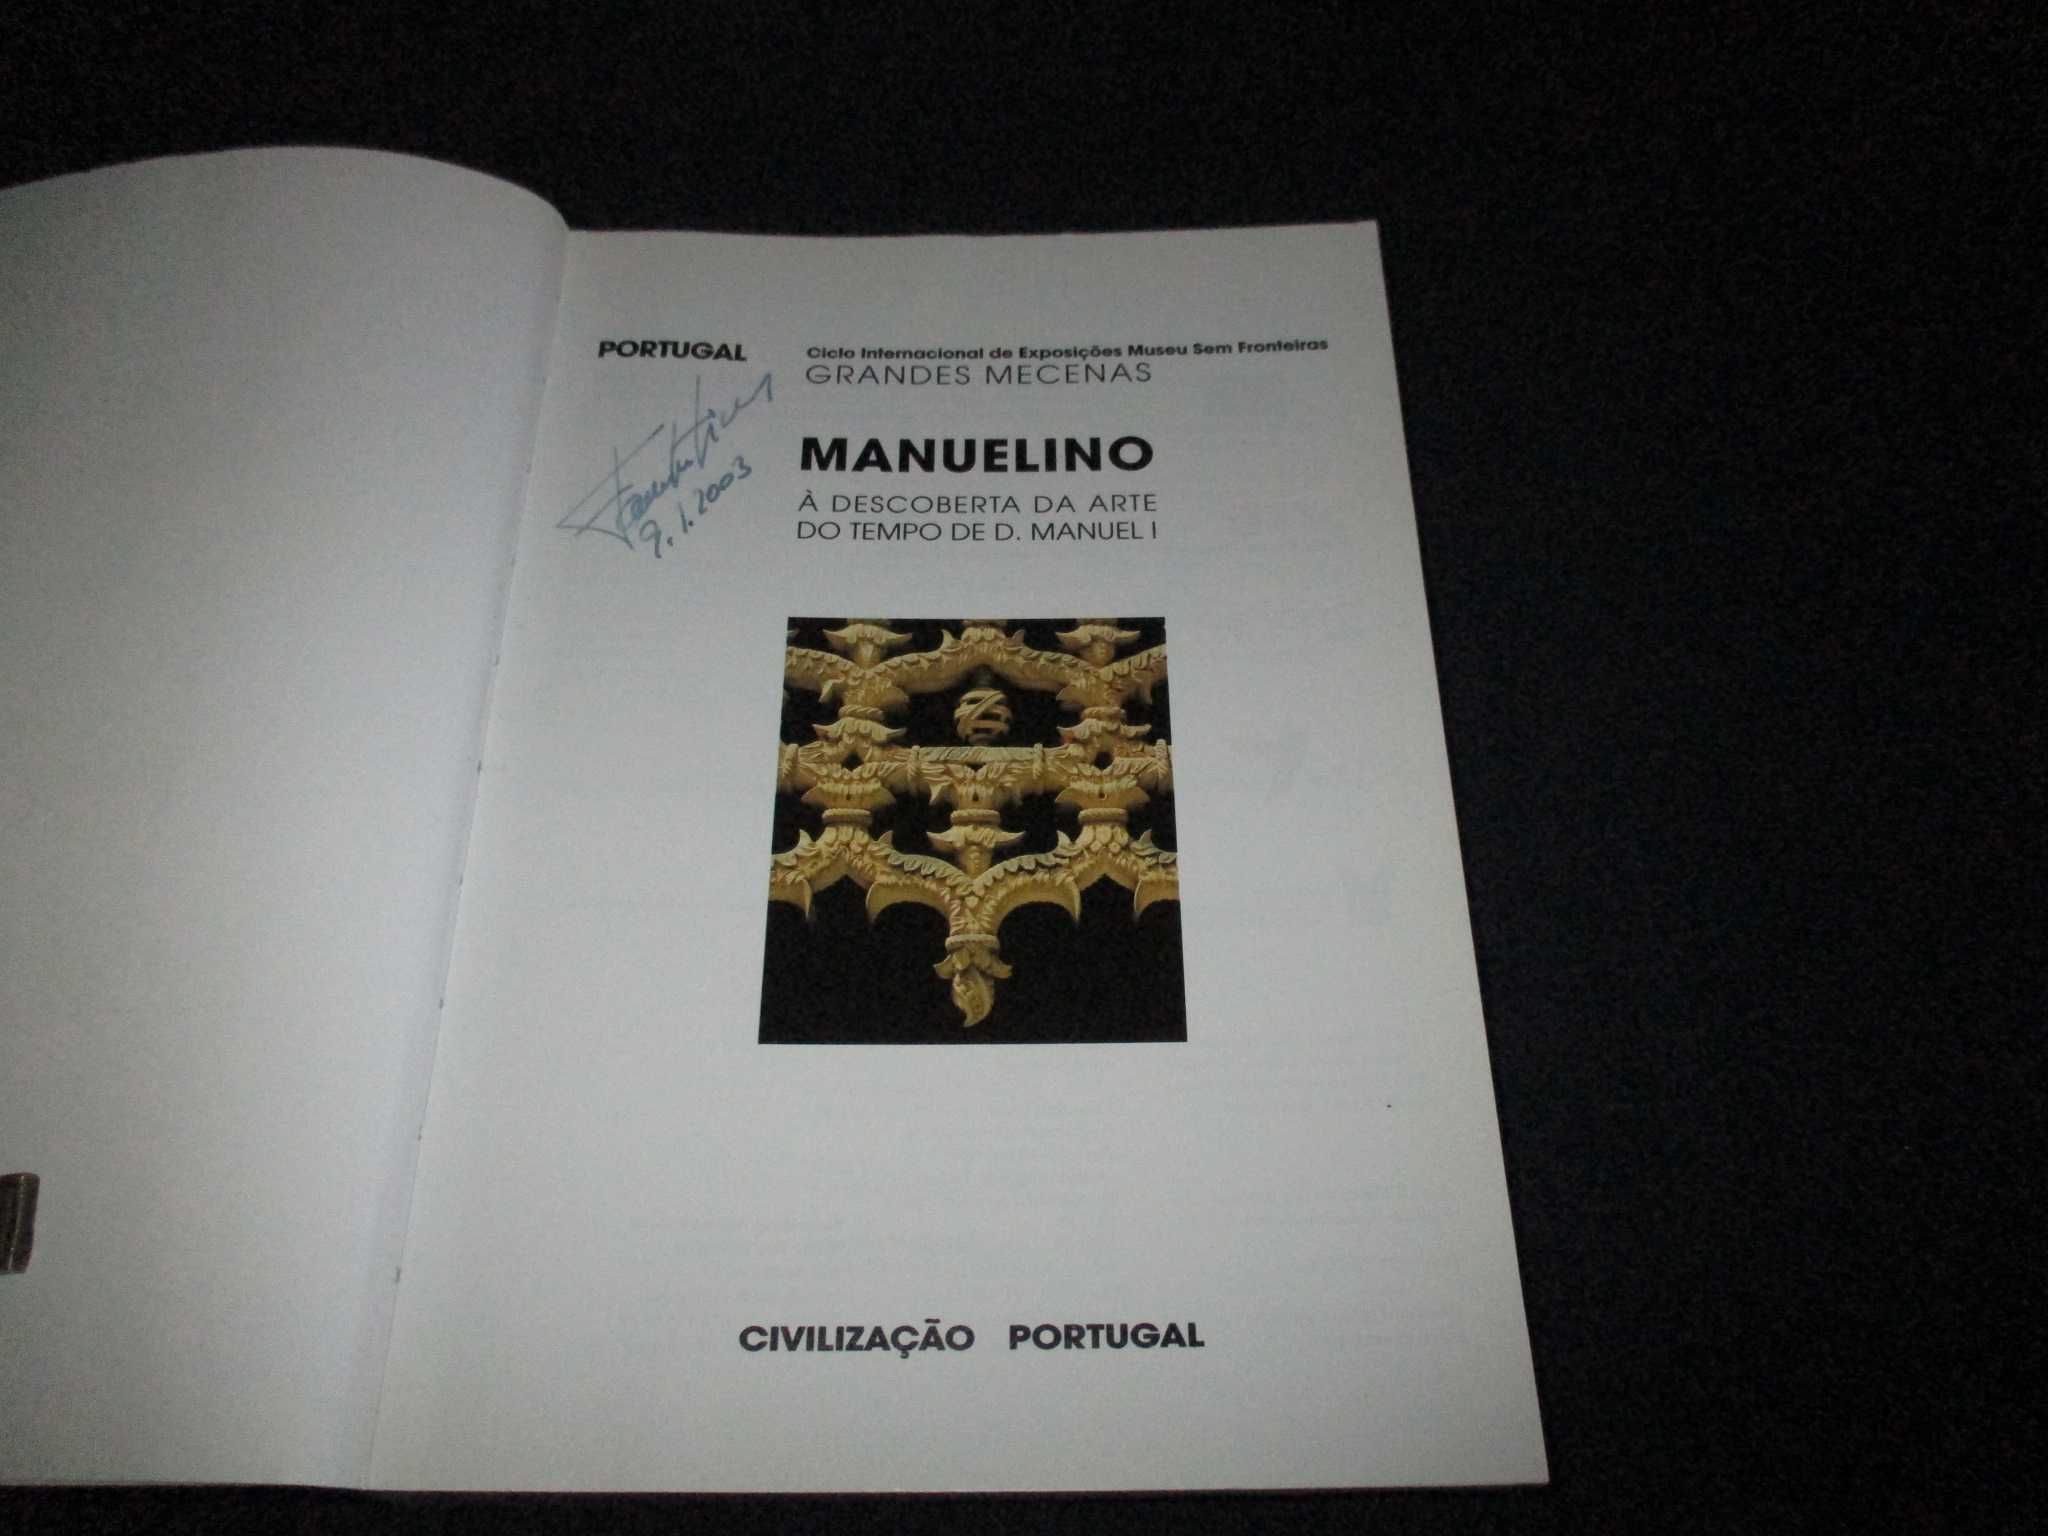 PORTUGAL
Ciclo Internacional de Exposições Museu Sem Fronteiras
GRANDES MECENAS
9.1.2003
MANUELINO
À DESCOBERTA DA ARTE
DO TEMPO DE D. MANUEL I
CIVILIZAÇÃO PORTUGAL